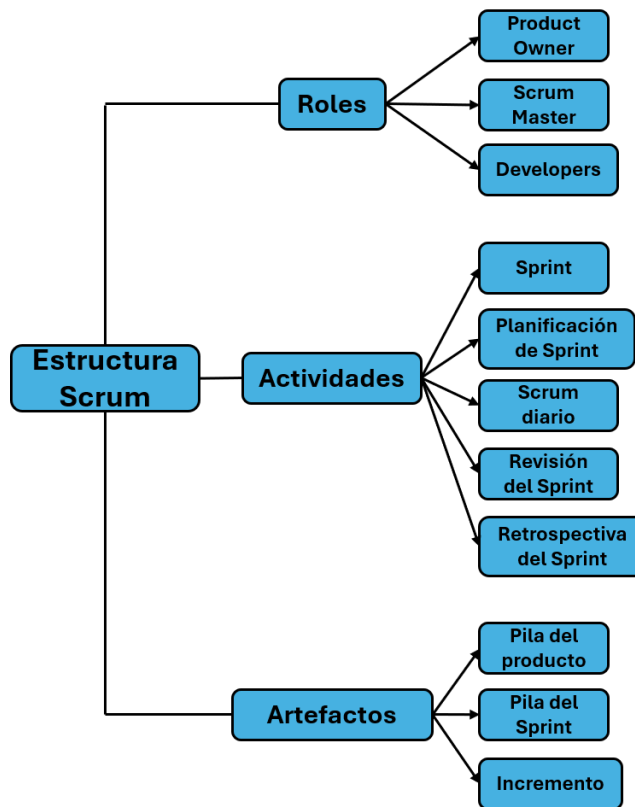 Estructura
Scrum
Roles
Product
Owner
Scrum
Master
Developers
Actividades
Sprint
Planificación
de Sprint
Scrum
diario
Revisión
del Sprint
Retrospectiva
del Sprint
Artefactos
Pila del
producto
Pila del
Sprint
Incremento